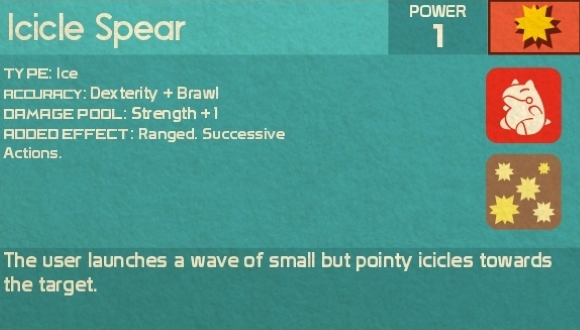 Icicle Spear
POWER
1
TYPE: Ice
ACCURACY: Dexterity + Brawl
DAMAGE POOL: Strength +1
ADDED EFFECT: Ranged. Successive
Actions.
The user launches a wave of small but pointy icicles towards
the target.